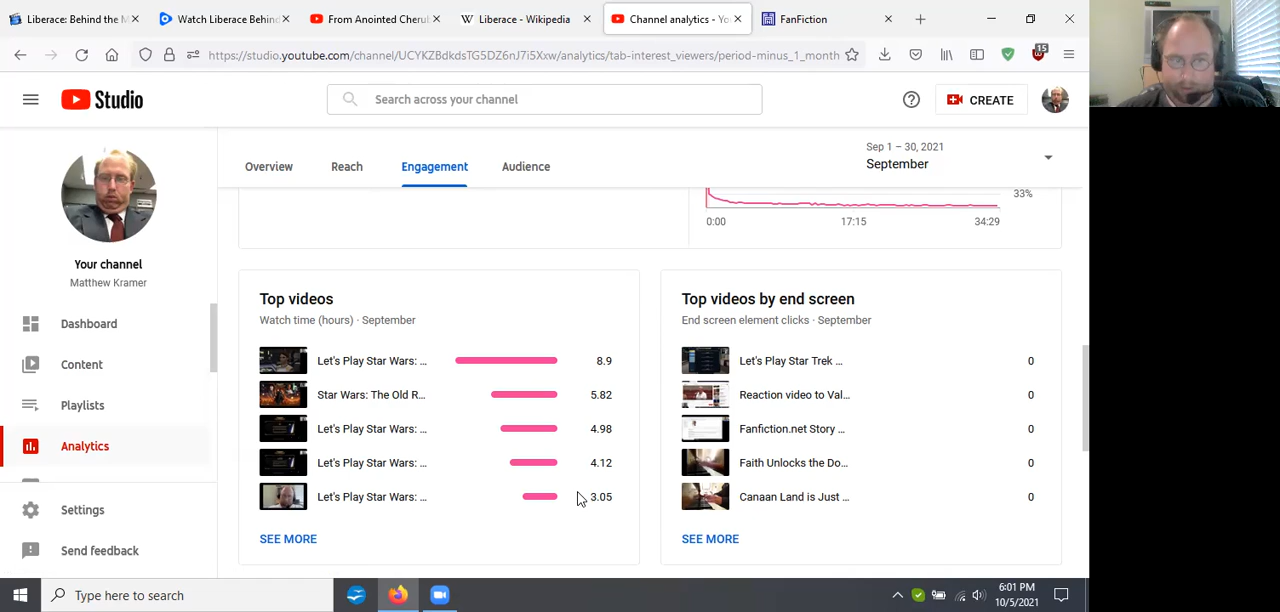 Liberace: Behind the M
Watch Liberace Behin
From Anointed Cheru
Liberace - Wikipedia
Channel analytics - Yo
FanFiction
https://studio.youtube.com/channel/UCYKZBdkdsTG5DZ6nJ7i5Xxw/analytics/tab-interest_viewers/period-minus_1_month
15
Studio
Search across your channel
CREATE
Your channel
Matthew Kramer
Dashboard
Content
Playlists
Analytics
Settings
Send feedback
Overview
Reach
Engagement
Audience
Sep 1 – 30, 2021
September
33%
0:00
17:15
34:29
Top videos
Watch time (hours) · September
Let's Play Star Wars: ...
8.9
Star Wars: The Old R...
5.82
Let's Play Star Wars: ...
4.98
Let's Play Star Wars: ...
4.12
Let's Play Star Wars: ...
3.05
SEE MORE
Top videos by end screen
End screen element clicks · September
Let's Play Star Trek ...
0
Reaction video to Val...
0
Fanfiction.net Story ...
0
Faith Unlocks the Do...
0
Canaan Land is Just ...
0
SEE MORE
Type here to search
6:01 PM
10/5/2021